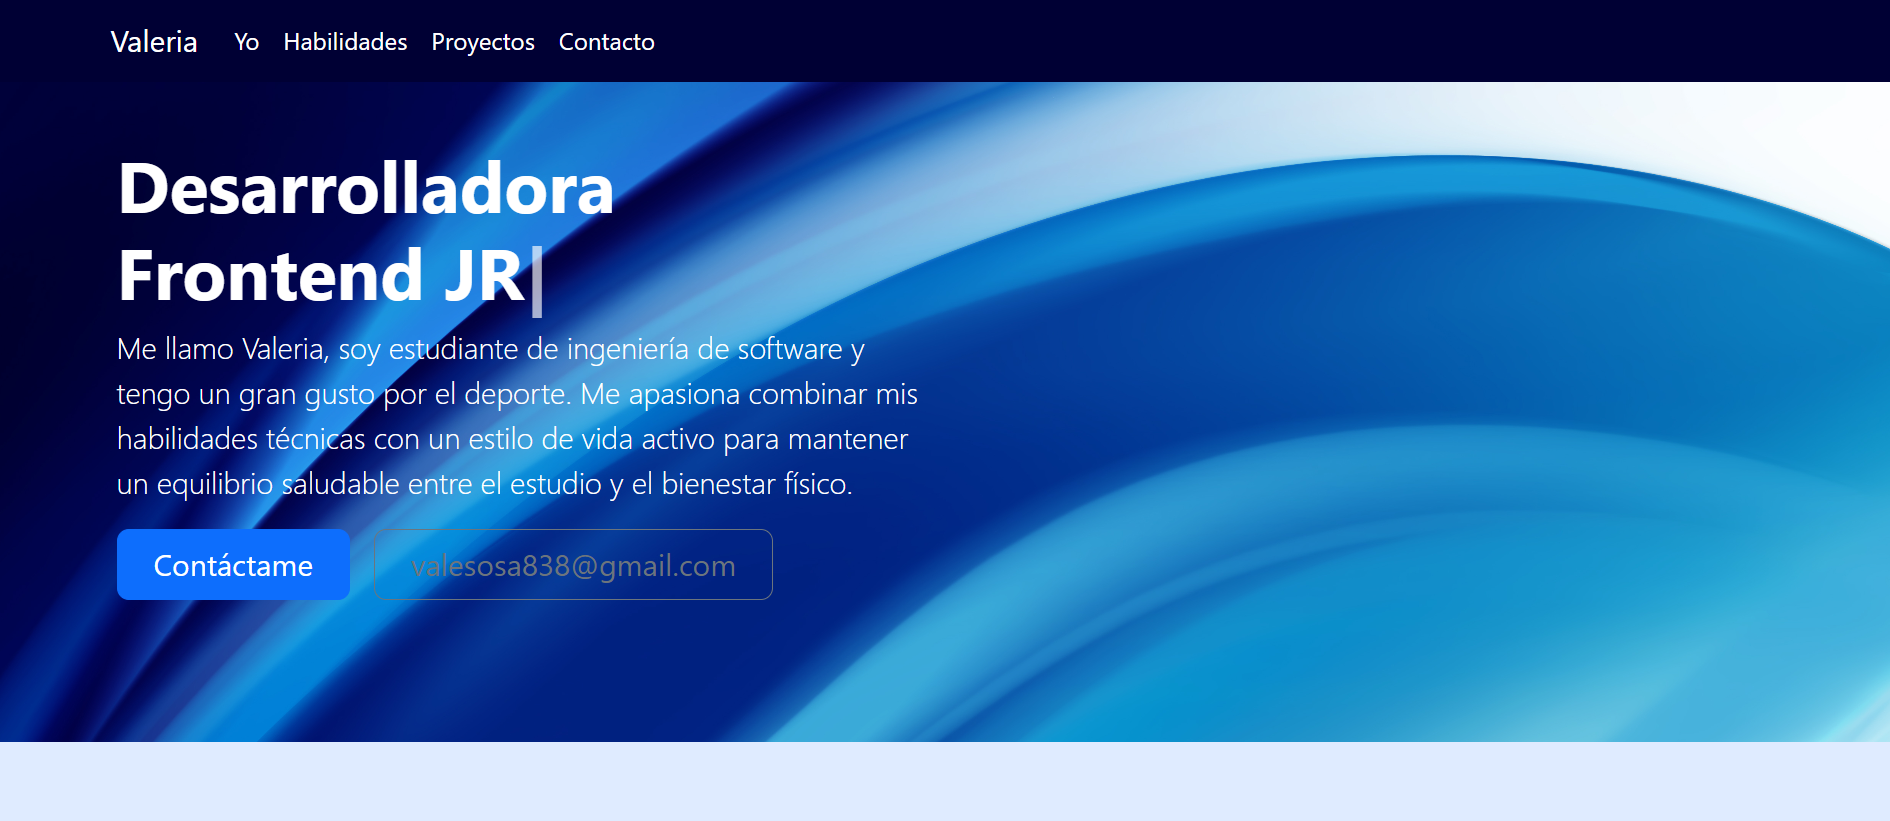 Valeria Yo Habilidades Proyectos Contacto
Desarrolladora
Frontend JR|
Me llamo Valeria, soy estudiante de ingeniería de software y
tengo un gran gusto por el deporte. Me apasiona combinar mis
habilidades técnicas con un estilo de vida activo para mantener
un equilibrio saludable entre el estudio y el bienestar físico.
Contáctame valesosa838@gmail.com